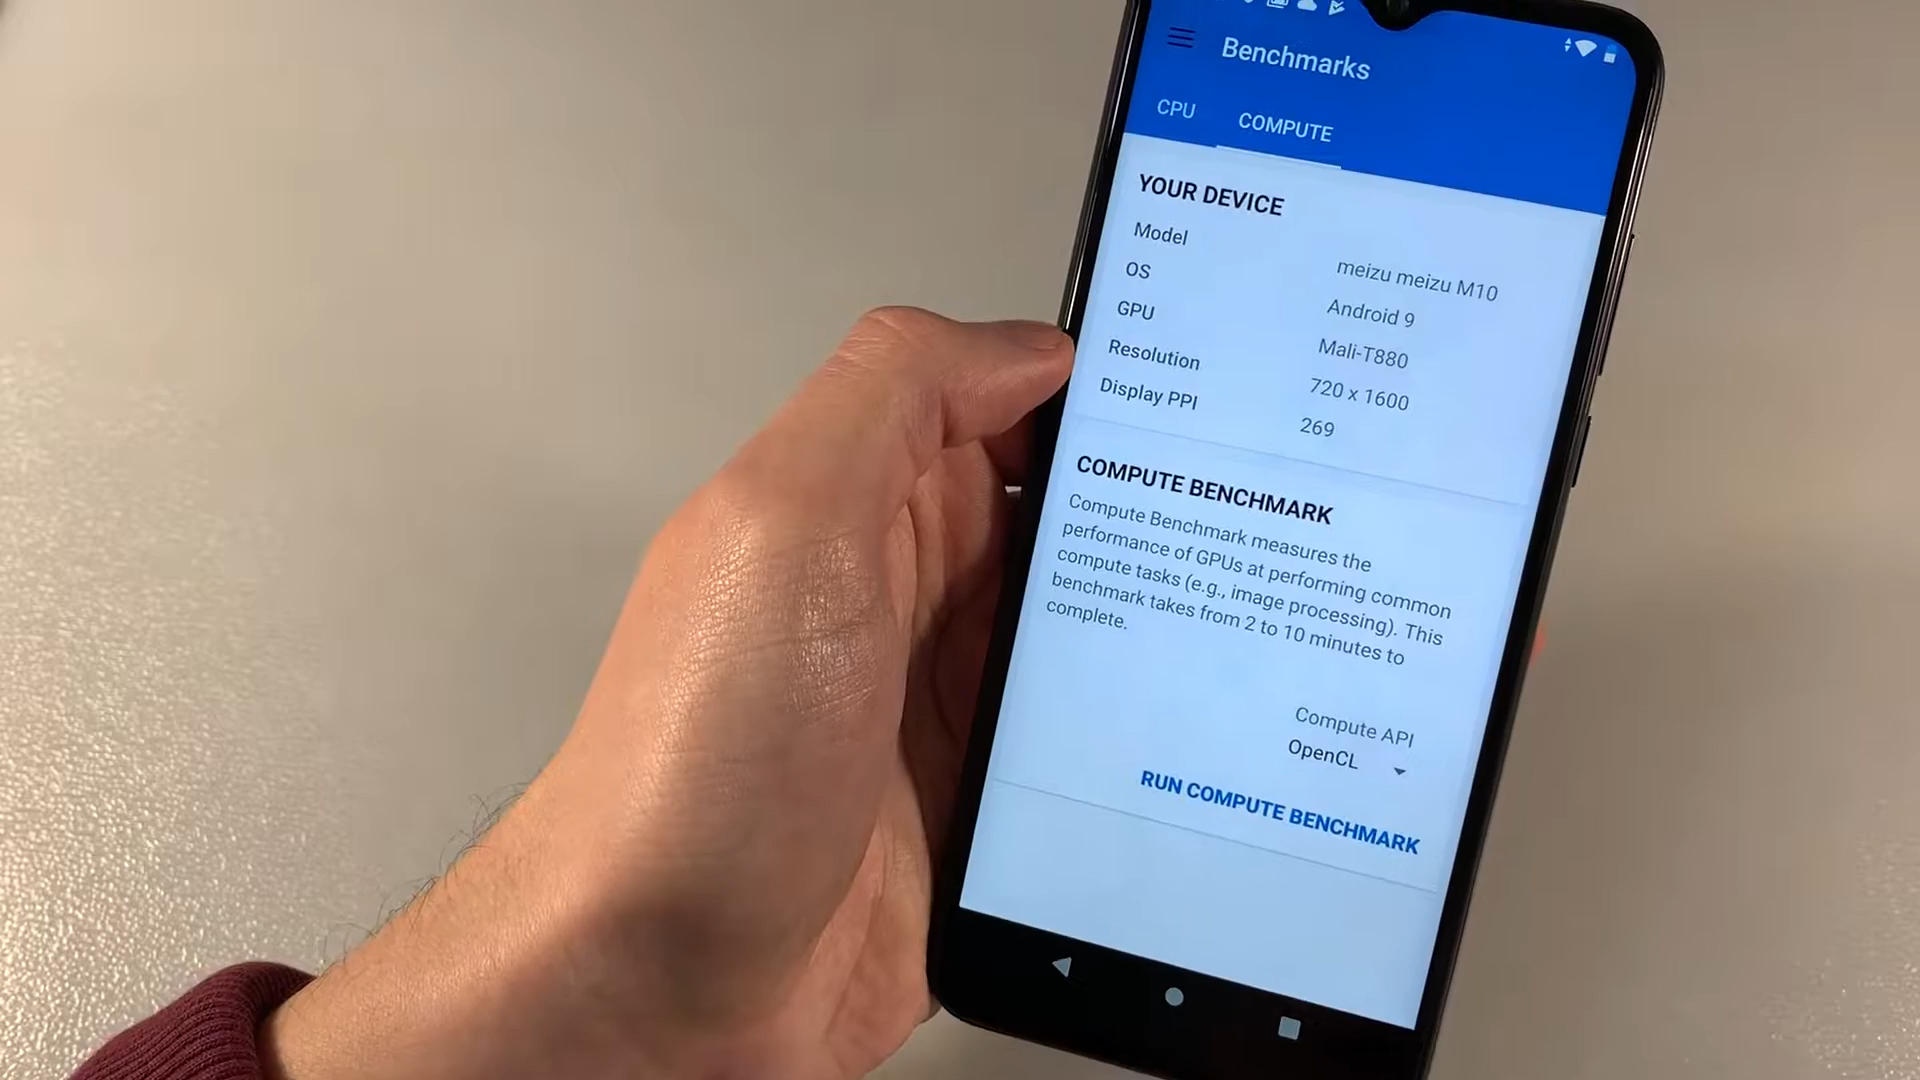 Benchmarks
CPU COMPUTE
YOUR DEVICE
Model meizu meizu M10
OS Android 9
GPU Mali-T880
Resolution 720 x 1600
Display PPI 269
COMPUTE BENCHMARK
Compute Benchmark measures the
performance of GPUs at performing common
compute tasks (e.g., image processing). This
benchmark takes from 2 to 10 minutes to
complete.
Compute API
OpenCL
RUN COMPUTE BENCHMARK